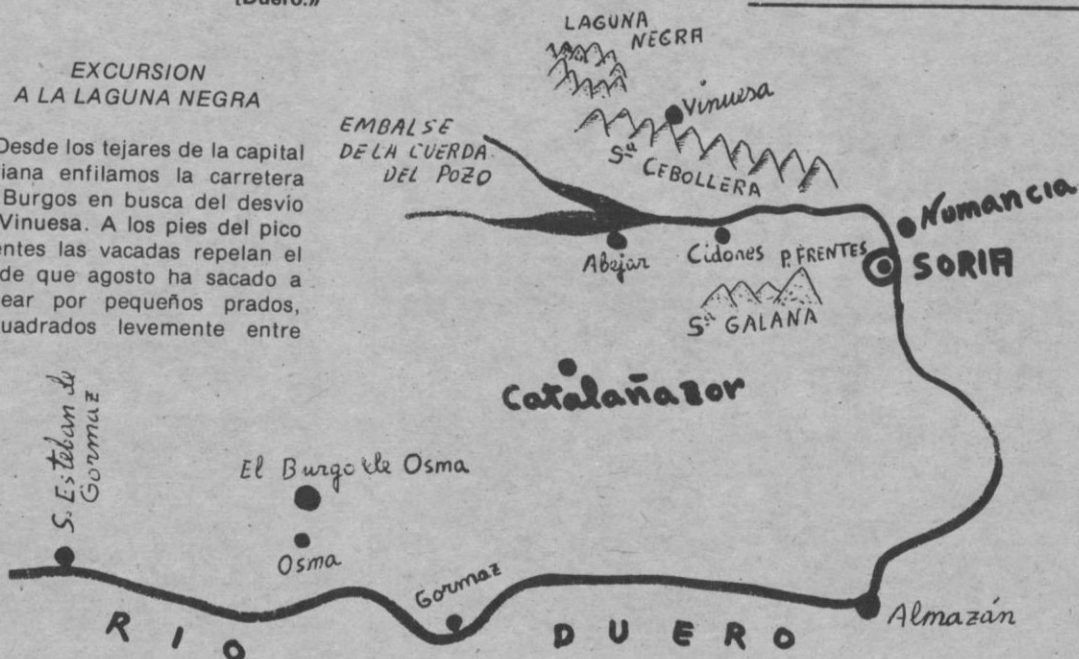 [Duero.»
EXCURSION
A LA LAGUNA NEGRA
Desde los tejares de la capital
iana enfilamos la carretera
Burgos en busca del desvio
Vinuesa. A los pies del pico
entes las vacadas repelan el
de que agosto ha sacado a
ear por pequeños prados,
uadrados levemente entre
LAGUNA
NEGRA
Vinuesa
EMBALSE
DE LA CUERDA
DEL POZO
Sª CEBOLLERA
Numancia
Abejar
Cidones
P. FRENTES
SORIA
Sª GALANA
Catalañazor
S. Esteban de
Gormaz
El Burgo de Osma
Osma
Gormaz
Almazán
RIO DUERO